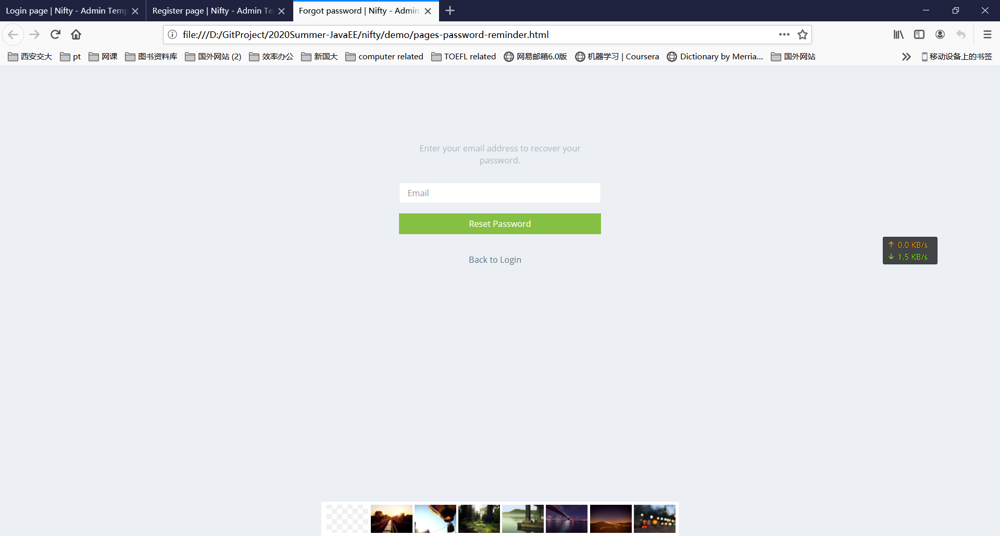 Login page | Nifty - Admin Temp
Register page | Nifty - Admin Te
Forgot password | Nifty - Admin
file:///D:/GitProject/2020Summer-JavaEE/nifty/demo/pages-password-reminder.html
西安交大 pt 网课 图书资料库 国外网站 (2) 效率办公 新国大 computer related TOEFL related 网易邮箱6.0版 机器学习 | Coursera Dictionary by Merria... 国外网站 移动设备上的书签
Enter your email address to recover your
password.
Email
Reset Password
↑ 0.0 KB/s
↓ 1.5 KB/s
Back to Login